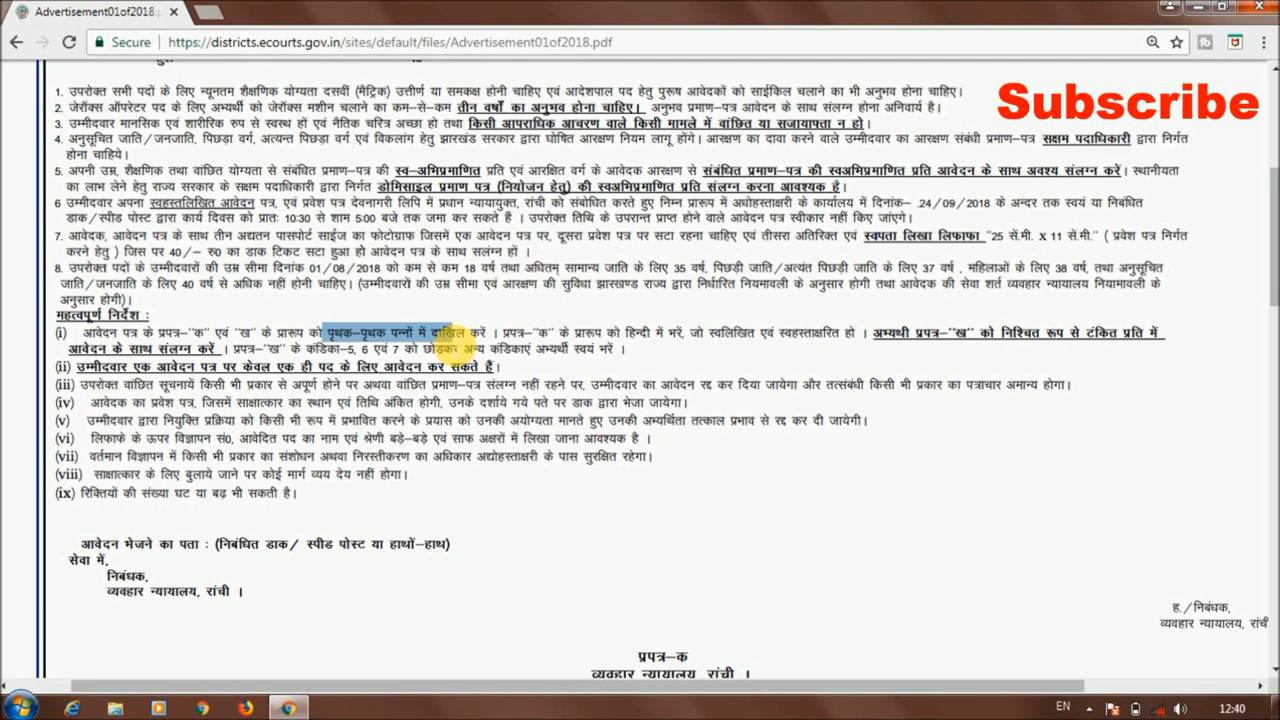 Advertisement01of2018.p
Secure https://districts.ecourts.gov.in/sites/default/files/Advertisement01of2018.pdf
Subscribe
1. उपरोक्त सभी पदों के लिए न्यूनतम शैक्षणिक योग्यता दसवीं (मैट्रिक) उत्तीर्ण या समकक्ष होनी चाहिए एवं आदेशपाल पद हेतु पुरूष आवेदकों को साईकिल चलाने का भी अनुभव होना चाहिए।
2. जेरॉक्स ऑपरेटर पद के लिए अभ्यर्थी को जेरॉक्स मशीन चलाने का कम–से–कम तीन वर्षों का अनुभव होना चाहिए। अनुभव प्रमाण–पत्र आवेदन के साथ संलग्न होना अनिवार्य है।
3. उम्मीदवार मानसिक एवं शारीरिक रुप से स्वस्थ हों एवं नैतिक चरित्र अच्छा हो तथा किसी आपराधिक आचरण वाले किसी मामले में वांछित या सजायाफ्ता न हो।
4. अनुसूचित जाति/जनजाति, पिछड़ा वर्ग, अत्यन्त पिछड़ा वर्ग एवं विकलांग हेतु झारखंड सरकार द्वारा घोषित आरक्षण नियम लागू होंगे। आरक्षण का दावा करने वाले उम्मीदवार का आरक्षण संबंधी प्रमाण–पत्र सक्षम पदाधिकारी द्वारा निर्गत
होना चाहिये।
5. अपनी उम्र, शैक्षणिक तथा वांछित योग्यता से संबंधित प्रमाण–पत्र की स्व–अभिप्रमाणित प्रति एवं आरक्षित वर्ग के आवेदक आरक्षण से संबंधित प्रमाण–पत्र की स्वअभिप्रमाणित प्रति आवेदन के साथ अवश्य संलग्न करें। स्थानीयता
का लाभ लेने हेतु राज्य सरकार के सक्षम पदाधिकारी द्वारा निर्गत डोमिसाइल प्रमाण पत्र (नियोजन हेतु) की स्वअभिप्रमाणित प्रति संलग्न करना आवश्यक है।
6 उम्मीदवार अपना स्वहस्तलिखित आवेदन पत्र, एवं प्रवेश पत्र देवनागरी लिपि में प्रधान न्यायायुक्त, रांची को संबोधित करते हुए निम्न प्रारूप में अधोहस्ताक्षरी के कार्यालय में दिनांक- .24/09/2018 के अन्दर तक स्वयं या निबंधित
डाक/स्पीड पोस्ट द्वारा कार्य दिवस को प्रातः 10:30 से शाम 5:00 बजे तक जमा कर सकते हैं। उपरोक्त तिथि के उपरान्त प्राप्त होने वाले आवेदन पत्र स्वीकार नहीं किए जाएंगे।
7. आवेदक, आवेदन पत्र के साथ तीन अद्यतन पासपोर्ट साईज का फोटोग्राफ जिसमें एक आवेदन पत्र पर, दूसरा प्रवेश पत्र पर सटा रहना चाहिए एवं तीसरा अतिरिक्त एवं स्वपता लिखा लिफाफा "25 सें.मी. x 11 सें.मी." ( प्रवेश पत्र निर्गत
करने हेतु ) जिस पर 40/– रु0 का डाक टिकट सटा हुआ हो आवेदन पत्र के साथ सलंग्न हों ।
8. उपरोक्त पदों के उम्मीदवारों की उम्र सीमा दिनांक 01/08/2018 को कम से कम 18 वर्ष तथा अधितम् सामान्य जाति के लिए 35 वर्ष, पिछड़ी जाति/अत्यंत पिछड़ी जाति के लिए 37 वर्ष , महिलाओं के लिए 38 वर्ष, तथा अनुसूचित
जाति/जनजाति के लिए 40 वर्ष से अधिक नहीं होनी चाहिए। (उम्मीदवारों की उम्र सीमा एवं आरक्षण की सुविधा झारखण्ड राज्य द्वारा निर्धारित नियमावली के अनुसार होगी तथा आवेदक की सेवा शर्त व्यवहार न्यायालय नियामावली के
अनुसार होगी)।
महत्वपूर्ण निर्देश :
(i) आवेदन पत्र के प्रपत्र–"क" एवं "ख" के प्रारूप को पृथक–पृथक पन्नों में दाखिल करें । प्रपत्र–"क" के प्रारूप को हिन्दी में भरें, जो स्वलिखित एवं स्वहस्ताक्षरित हो । अभ्यथी प्रपत्र–"ख" को निश्चित रूप से टंकित प्रति में
आवेदन के साथ संलग्न करें । प्रपत्र–"ख" के कंडिका–5, 6 एवं 7 को छोड़कर अन्य कंडिकाएं अभ्यर्थी स्वयं भरें ।
(ii) उम्मीदवार एक आवेदन पत्र पर केवल एक ही पद के लिए आवेदन कर सकते हैं।
(iii) उपरोक्त वांछित सूचनायें किसी भी प्रकार से अपूर्ण होने पर अथवा वांछित प्रमाण–पत्र संलग्न नहीं रहने पर, उम्मीदवार का आवेदन रद्द कर दिया जायेगा और तत्संबंधी किसी भी प्रकार का पत्राचार अमान्य होगा।
(iv) आवेदक का प्रवेश पत्र, जिसमें साक्षात्कार का स्थान एवं तिथि अंकित होगी, उनके दर्शाये गये पते पर डाक द्वारा भेजा जायेगा।
(v) उम्मीदवार द्वारा नियुक्ति प्रक्रिया को किसी भी रूप में प्रभावित करने के प्रयास को उनकी अयोग्यता मानते हुए उनकी अभ्यर्थिता तत्काल प्रभाव से रद्द कर दी जायेगी।
(vi) लिफाफे के ऊपर विज्ञापन सं0, आवेदित पद का नाम एवं श्रेणी बड़े–बड़े एवं साफ अक्षरों में लिखा जाना आवश्यक है ।
(vii) वर्तमान विज्ञापन में किसी भी प्रकार का संशोधन अथवा निरस्तीकरण का अधिकार अद्योहस्ताक्षरी के पास सुरक्षित रहेगा।
(viii) साक्षात्कार के लिए बुलाये जाने पर कोई मार्ग व्यय देय नहीं होगा।
(ix) रिक्तियों की संख्या घट या बढ़ भी सकती है।
आवेदन भेजने का पता : (निबंधित डाक/ स्पीड पोस्ट या हाथों–हाथ)
सेवा में,
निबंधक,
व्यवहार न्यायालय, रांची ।
ह./निबंधक,
व्यवहार न्यायालय, रांची
प्रपत्र–क
व्यवहार न्यायालय, रांची ।
EN 12:40